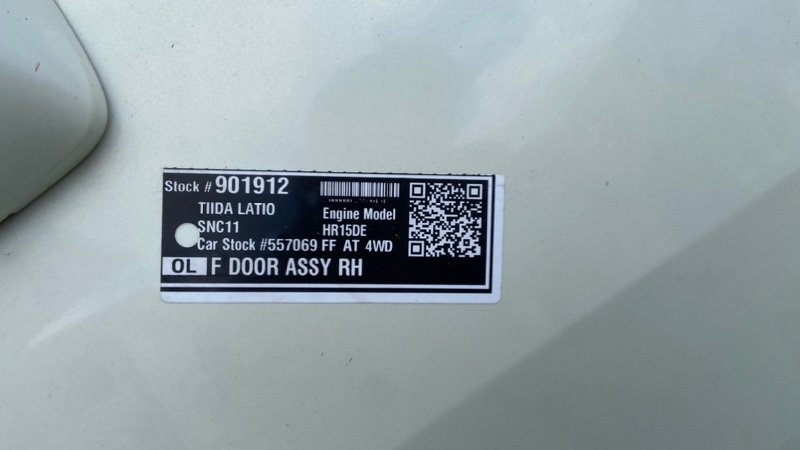 Stock # 901912
TIIDA LATIO
SNC11
Engine Model
HR15DE
Car Stock #557069 FF AT 4WD
OL F DOOR ASSY RH